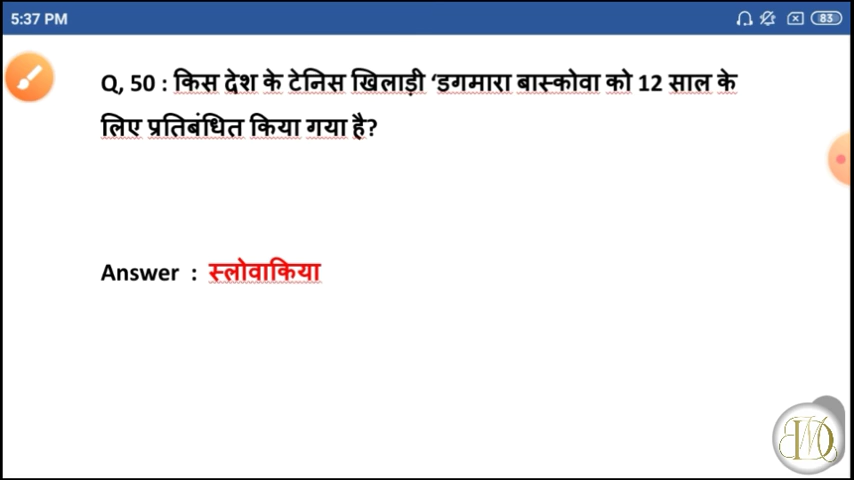 5:37 PM
83
Q, 50 : किस देश के टेनिस खिलाड़ी ‘डगमारा बास्कोवा को 12 साल के
लिए प्रतिबंधित किया गया है?
Answer : स्लोवाकिया